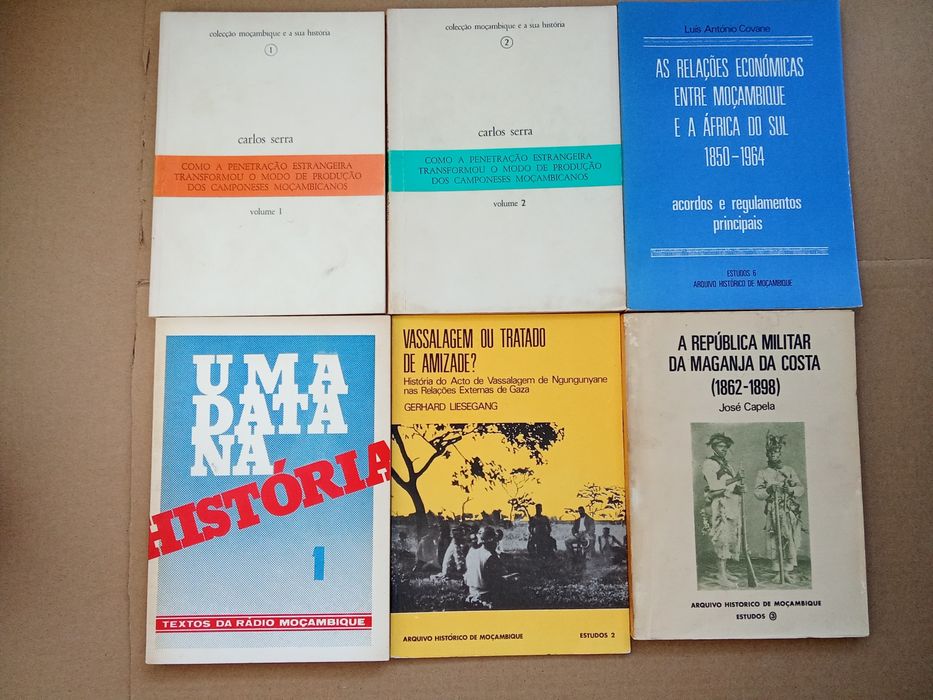 colecção moçambique e a sua história
1
carlos serra
COMO A PENETRAÇÃO ESTRANGEIRA
TRANSFORMOU O MODO DE PRODUÇÃO
DOS CAMPONESES MOÇAMBICANOS
volume 1
colecção moçambique e a sua história
2
carlos serra
COMO A PENETRAÇÃO ESTRANGEIRA
TRANSFORMOU O MODO DE PRODUÇÃO
DOS CAMPONESES MOÇAMBICANOS
volume 2
Luís António Covane
AS RELAÇÕES ECONÓMICAS
ENTRE MOÇAMBIQUE
E A ÁFRICA DO SUL
1850-1964
acordos e regulamentos
principais
ESTUDOS 6
ARQUIVO HISTÓRICO DE MOÇAMBIQUE
UMA
DATA
NA
HISTÓRIA
1
TEXTOS DA RÁDIO MOÇAMBIQUE
VASSALAGEM OU TRATADO
DE AMIZADE?
História do Acto de Vassalagem de Ngungunyane
nas Relações Externas de Gaza
GERHARD LIESEGANG
ARQUIVO HISTÓRICO DE MOÇAMBIQUE ESTUDOS 2
A REPÚBLICA MILITAR
DA MAGANJA DA COSTA
(1862-1898)
José Capela
ARQUIVO HISTORICO DE MOÇAMBIQUE
ESTUDOS 3